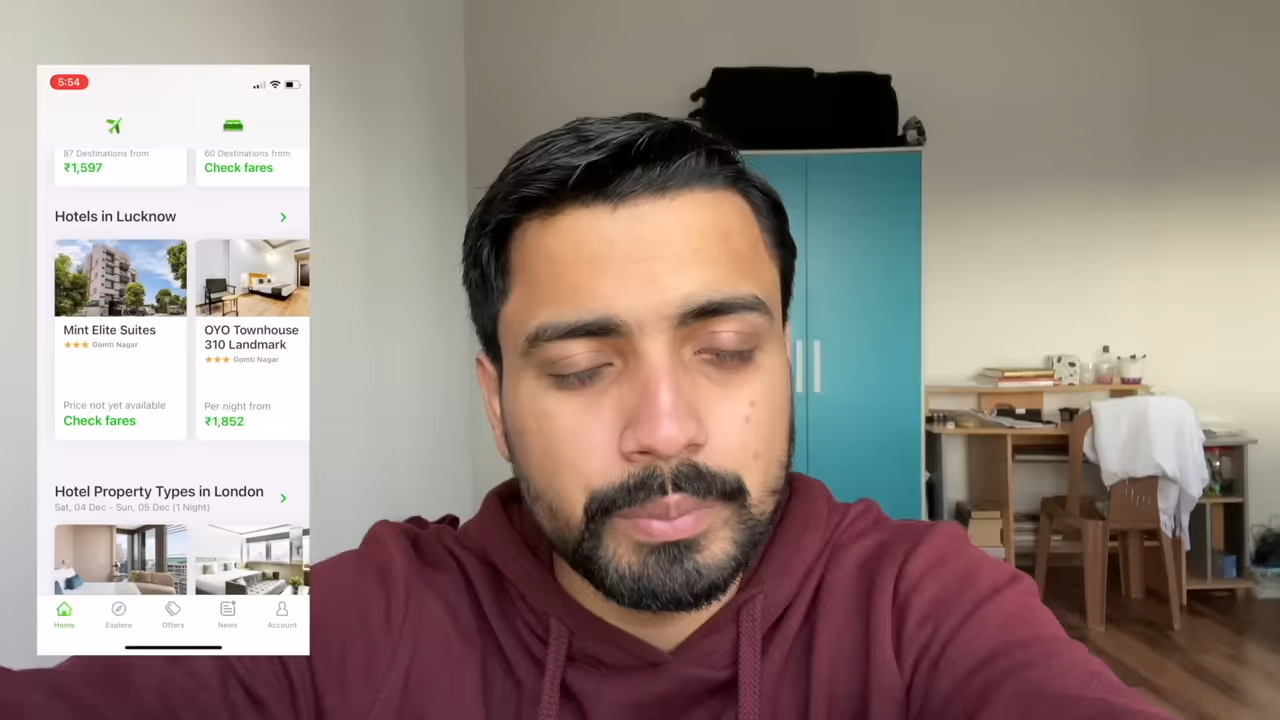 5:54
87 Destinations from
60 Destinations from
₹1,597
Check fares
Hotels in Lucknow
Mint Elite Suites
Gomti Nagar
OYO Townhouse
310 Landmark
Gomti Nagar
Price not yet available
Check fares
Per night from
₹1,852
Hotel Property Types in London
Sat, 04 Dec - Sun, 05 Dec (1 Night)
Home
Explore
Offers
News
Account